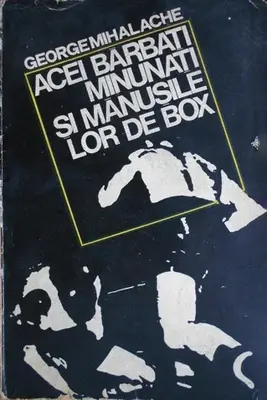 GEORGE MIHALACHE
ACEI BARBATI
MINUNATI
SI MANUSILE
LOR DE BOX